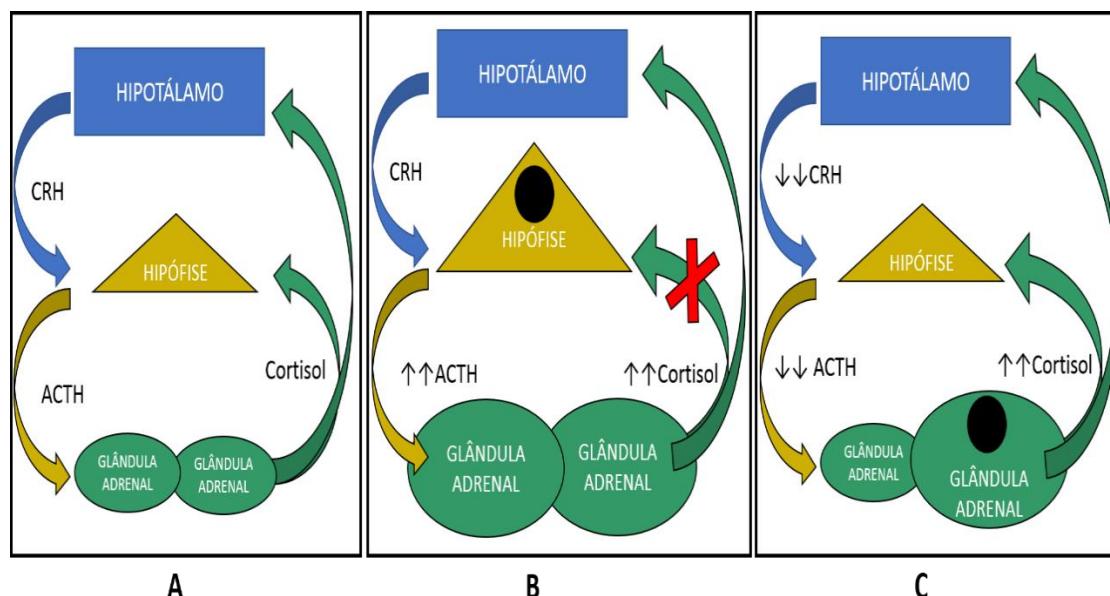 HIPOTÁLAMO
CRH
HIPÓFISE
Cortisol
ACTH
GLÂNDULA
ADRENAL
GLÂNDULA
ADRENAL
A
HIPOTÁLAMO
CRH
HIPÓFISE
↑↑ACTH
↑↑Cortisol
GLÂNDULA
ADRENAL
GLÂNDULA
ADRENAL
B
HIPOTÁLAMO
↓↓CRH
HIPÓFISE
↓↓ ACTH
↑↑Cortisol
GLÂNDULA
ADRENAL
GLÂNDULA
ADRENAL
C